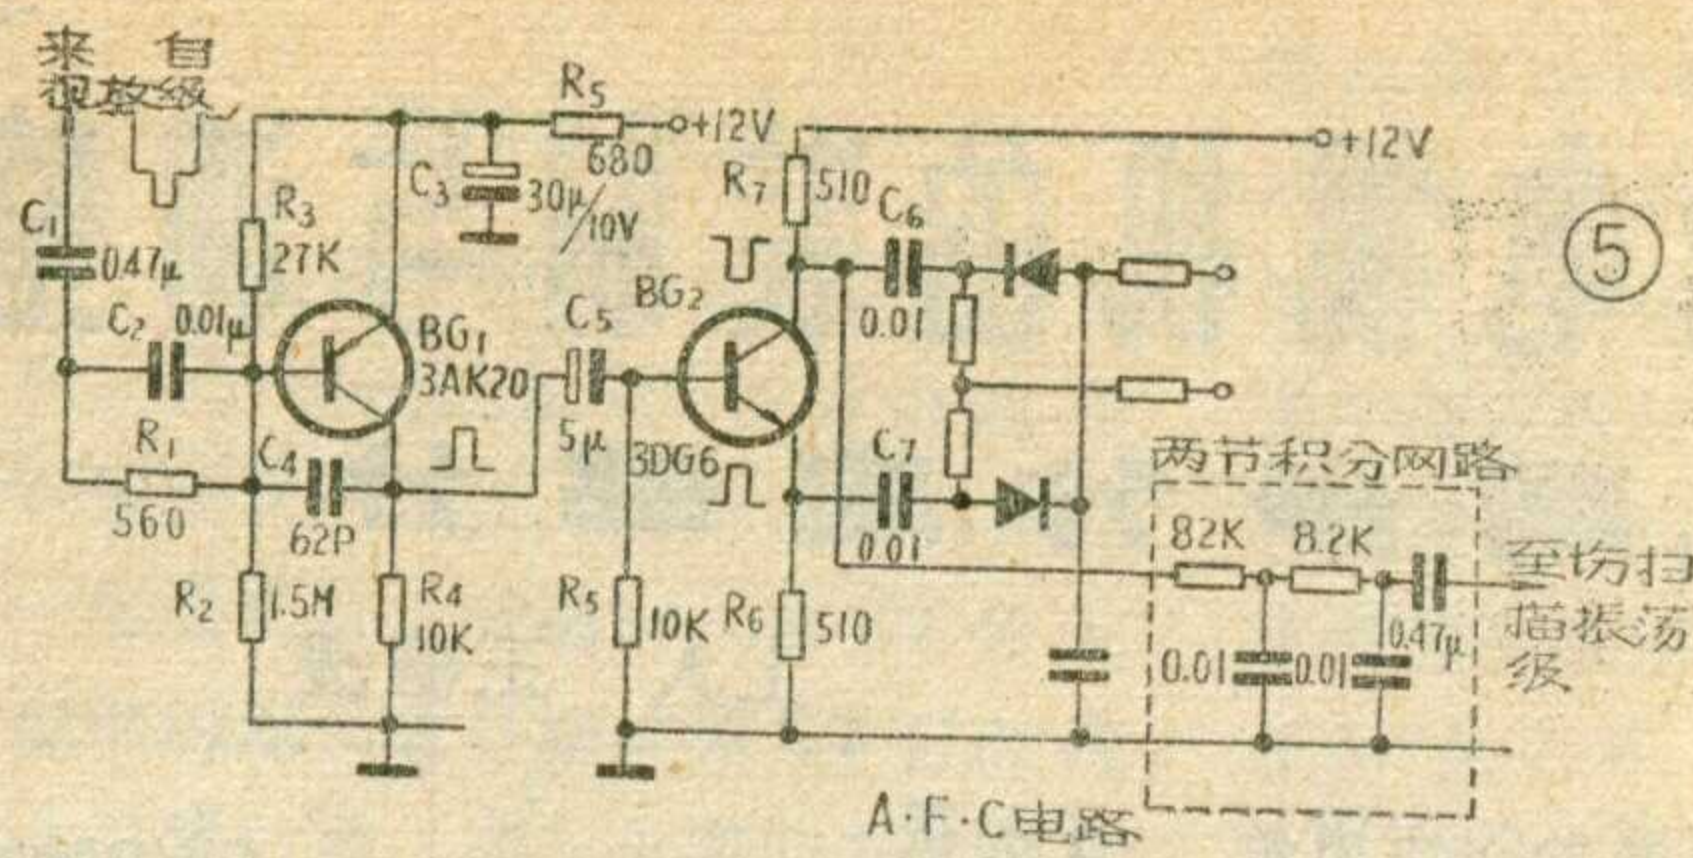 来 自
视放级
R5
+12V
680
C3
30μ/10V
R3
27K
C1
047μ
C2 0.01μ
BG1
3AK20
R1
560
C4
62P
R2
1.5M
R4
10K
C5
5μ
BG2
3DG6
R7
510
+12V
C6
0.01
C7
0.01
R5
10K
R6
510
⑤
两节积分网路
82K
8.2K
0.01
0.01
0.47μ
至场扫
描振荡
级
A·F·C电路